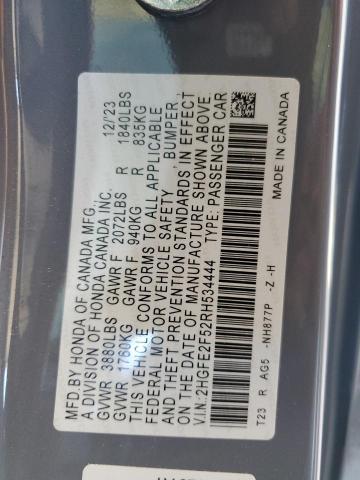 MFD.BY HONDA OF CANADA MFG.,
A DIVISION OF HONDA CANADA INC. 12/'23
GVWR 3880LBS GAWR F 2072LBS R 1840LBS
GVWR 1760KG GAWR F 940KG R 835KG
THIS VEHICLE CONFORMS TO ALL APPLICABLE
FEDERAL MOTOR VEHICLE SAFETY, BUMPER,
AND THEFT PREVENTION STANDARDS IN EFFECT
ON THE DATE OF MANUFACTURE SHOWN ABOVE.
V.I.N.:2HGFE2F52RH534444 TYPE: PASSENGER CAR
T23 R AG5 -NH877P -Z -H MADE IN CANADA